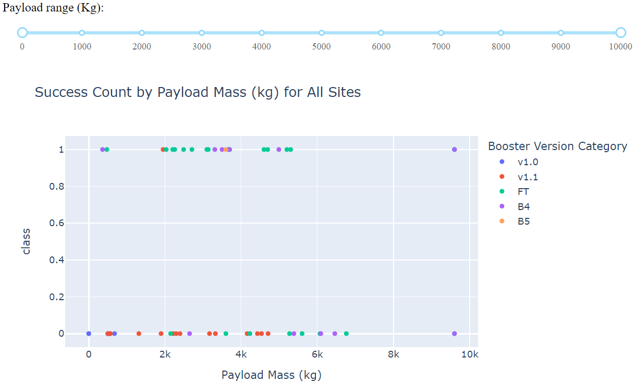 Payload range (Kg):
0 1000 2000 3000 4000 5000 6000 7000 8000 9000 10000
Success Count by Payload Mass (kg) for All Sites
Booster Version Category
v1.0
v1.1
FT
B4
B5
class
1
0.8
0.6
0.4
0.2
0
0 2k 4k 6k 8k 10k
Payload Mass (kg)